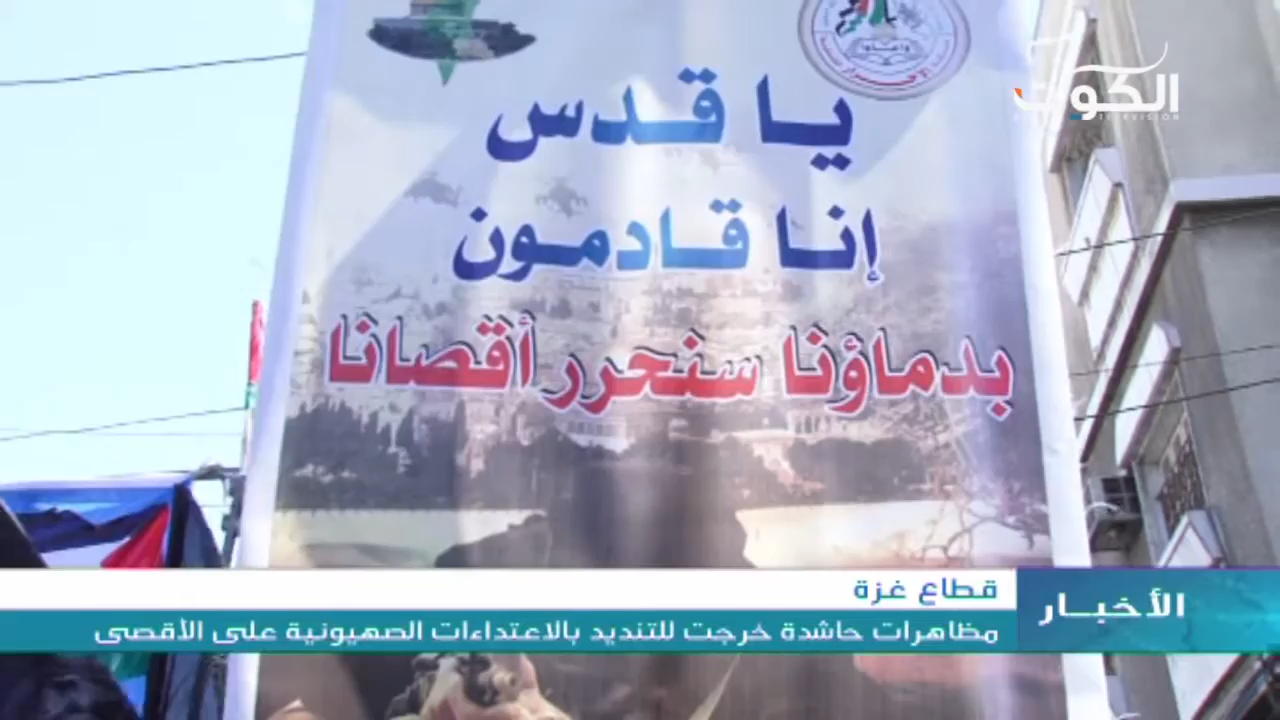 الكوت
يا قدس
إنا قادمون
بدماؤنا سنحرر أقصانا
قطاع غزة
الأخبار
مظاهرات حاشدة خرجت للتنديد بالاعتداءات الصهيونية على الأقصى